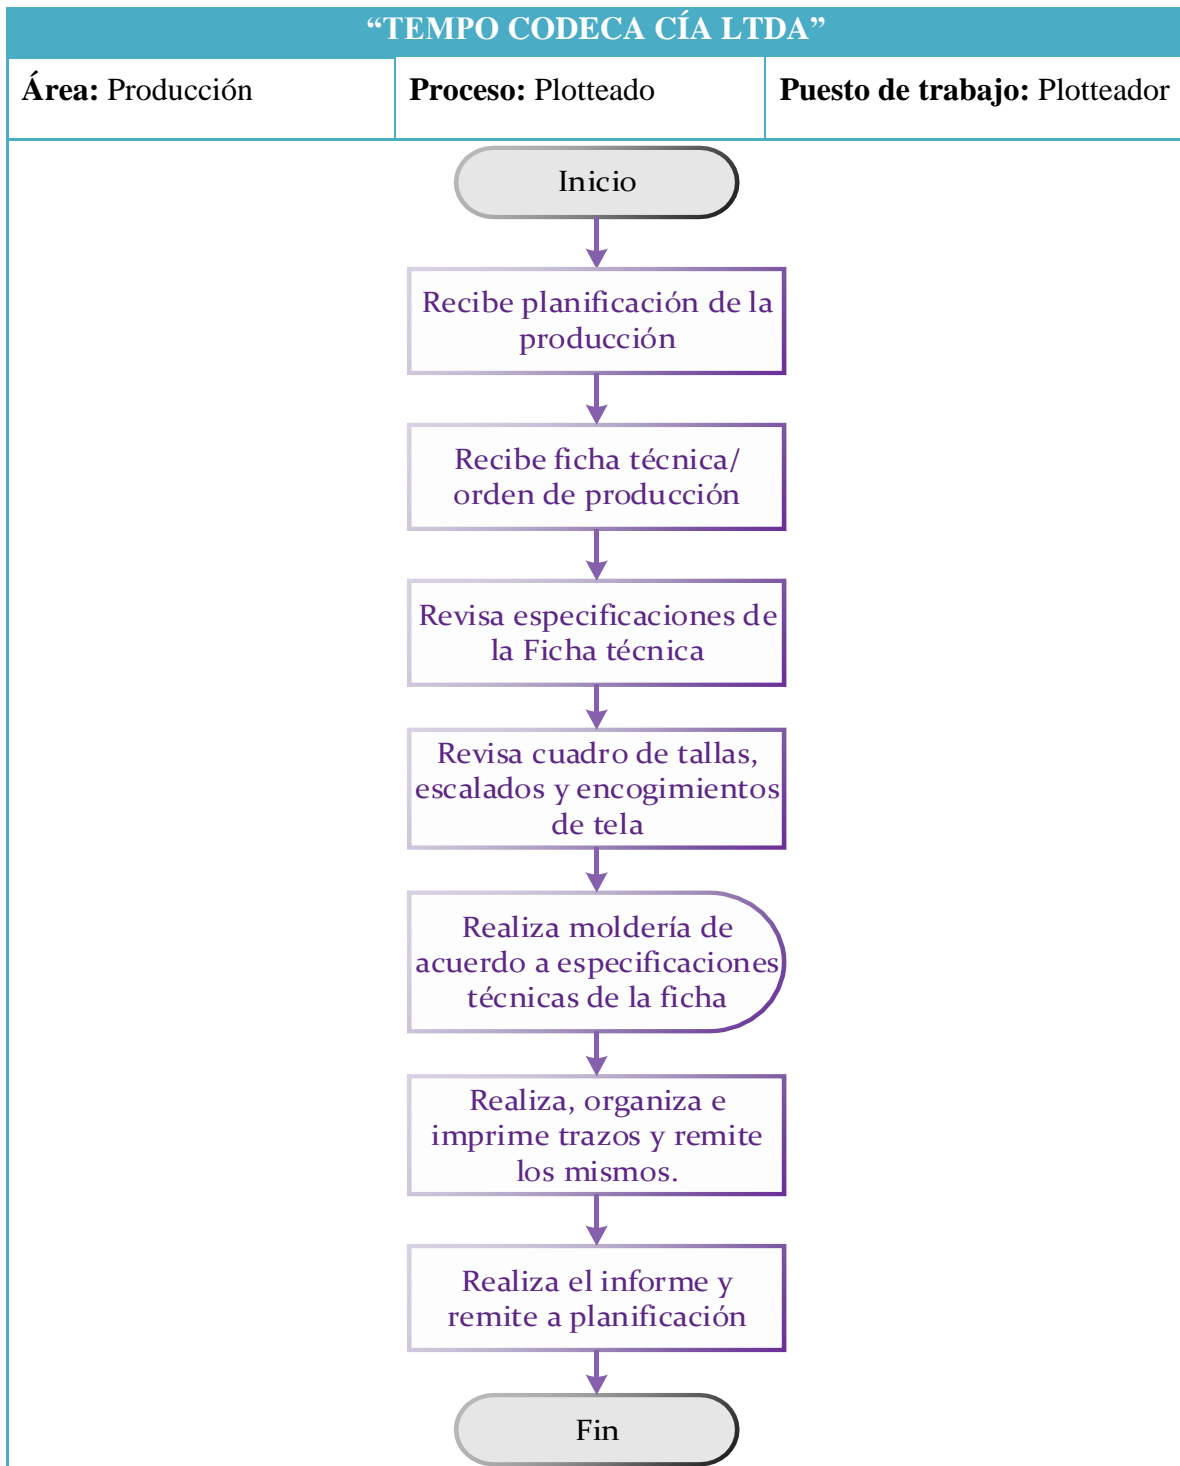 “TEMPO CODECA CÍA LTDA”
Área: Producción
Proceso: Plotteado
Puesto de trabajo: Plotteador
Inicio
Recibe planificación de la
producción
Recibe ficha técnica/
orden de producción
Revisa especificaciones de
la Ficha técnica
Revisa cuadro de tallas,
escalados y encogimientos
de tela
Realiza moldería de
acuerdo a especificaciones
técnicas de la ficha
Realiza, organiza e
imprime trazos y remite
los mismos.
Realiza el informe y
remite a planificación
Fin